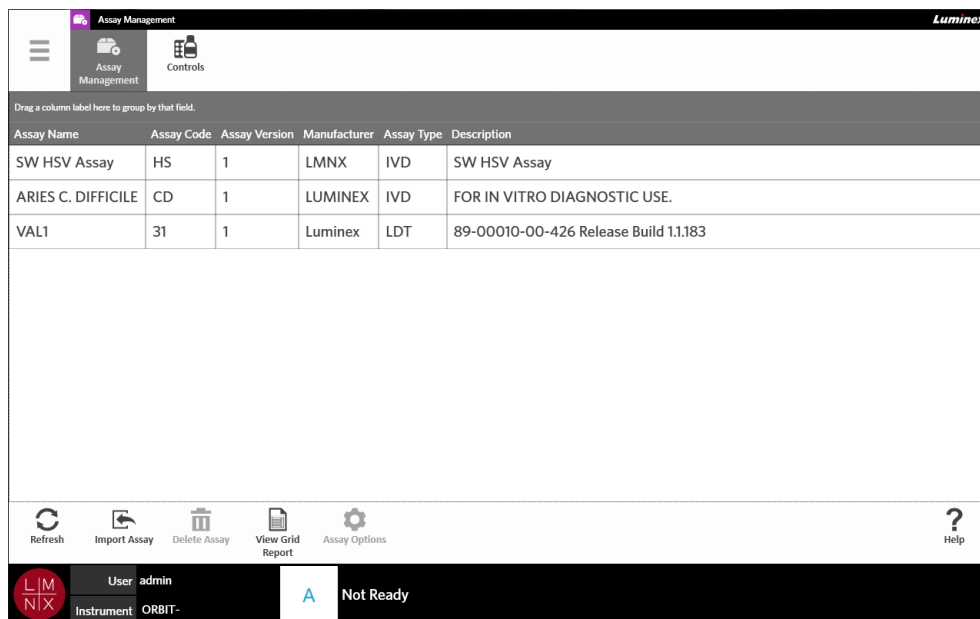 Assay Management
Luminex
Assay
Management
Controls
Drag a column label here to group by that field.
Assay Name Assay Code Assay Version Manufacturer Assay Type Description
SW HSV Assay HS 1 LMNX IVD SW HSV Assay
ARIES C. DIFFICILE CD 1 LUMINEX IVD FOR IN VITRO DIAGNOSTIC USE.
VAL1 31 1 Luminex LDT 89-00010-00-426 Release Build 1.1.183
Refresh Import Assay Delete Assay View Grid
Report Assay Options ? Help
LM
NX
User admin
Instrument ORBIT-
A Not Ready